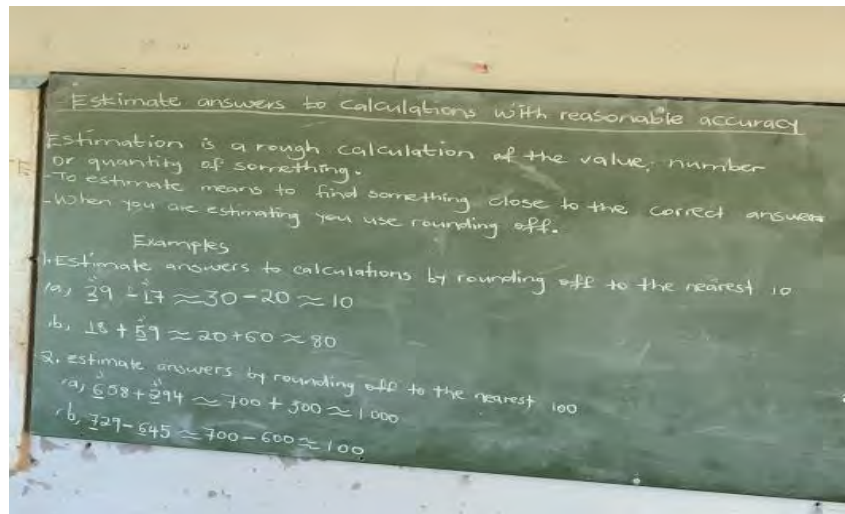 Estimate answers to calculations with reasonable accuracy
Estimation is a rough calculation of the value, number
or quantity of something.
-To estimate means to find something close to the correct answer
-When you are estimating you use rounding off.
Examples
1. Estimate answers to calculations by rounding off to the nearest 10
(a) 29 - 17 ≈ 30 - 20 ≈ 10
b, 18 + 59 ≈ 20 + 60 ≈ 80
2. estimate answers by rounding off to the nearest 100
(a) 658 + 294 ≈ 700 + 300 ≈ 1000
b, 729 - 645 ≈ 700 - 600 ≈ 100